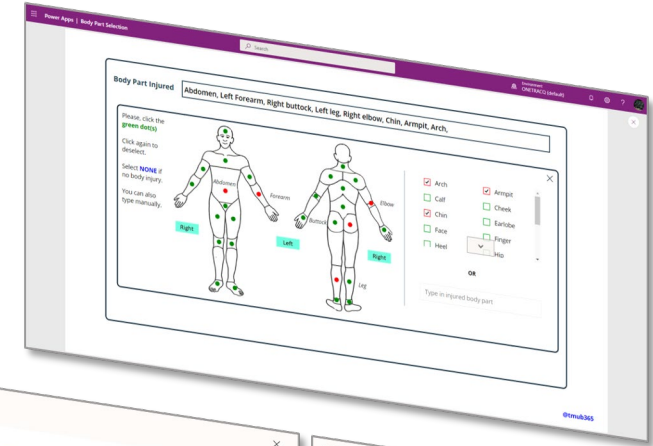 Power Apps | Body Part Selection
Search
Environment
ONETRACO (default)
?
Body Part Injured
Abdomen, Left Forearm, Right buttock, Left leg, Right elbow, Chin, Armpit, Arch,
Please, click the
green dot(s)
Click again to
deselect.
Select NONE if
no body injury.
You can also
type manually.
Abdomen
Forearm
Right
Left
Buttock
Elbow
Right
Leg
Arch
Armpit
Calf
Cheek
Chin
Earlobe
Face
Finger
Heel
Hip
OR
Type in injured body part
@tmub365